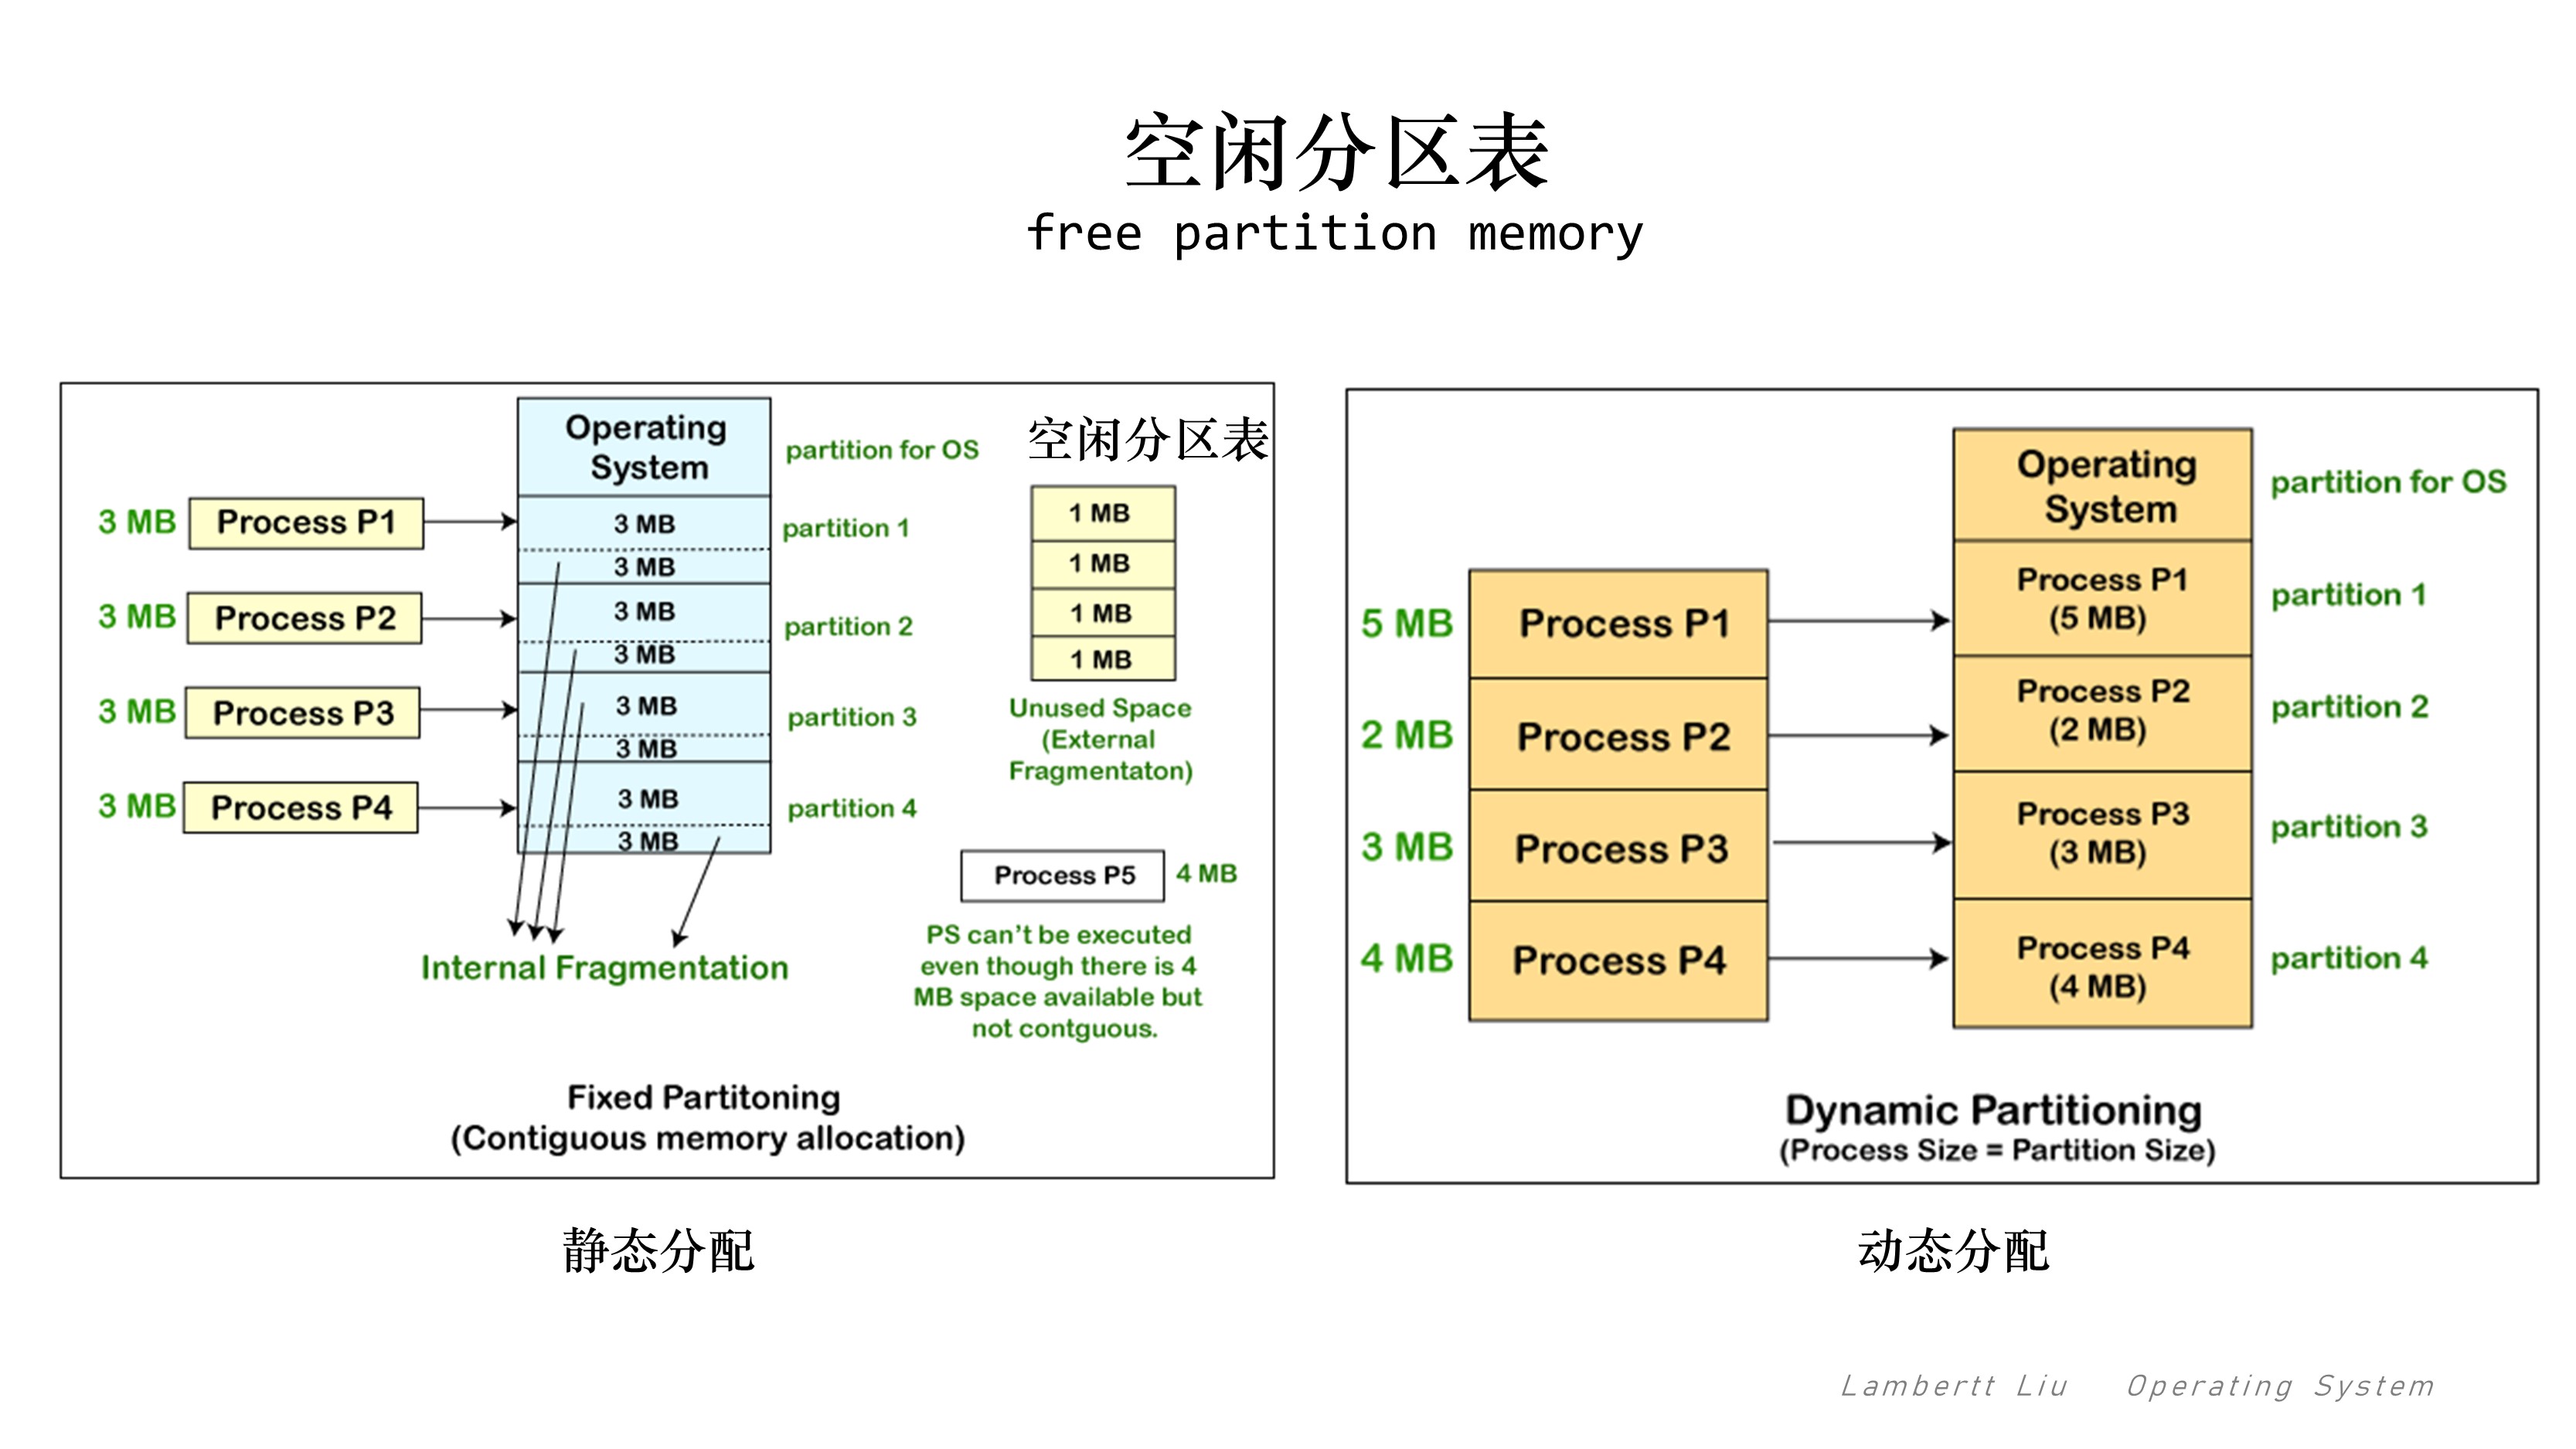 空闲分区表
free partition memory
Operating
System
partition for OS
空闲分区表
3 MB
Process P1
3 MB
partition 1
3 MB
3 MB
Process P2
3 MB
partition 2
3 MB
3 MB
Process P3
3 MB
partition 3
3 MB
3 MB
Process P4
3 MB
partition 4
3 MB
1 MB
1 MB
1 MB
1 MB
Unused Space
(External
Fragmentaton)
Process P5
4 MB
PS can't be executed
even though there is 4
MB space available but
not contguous.
Internal Fragmentation
Fixed Partitoning
(Contiguous memory allocation)
静态分配
5 MB
Process P1
2 MB
Process P2
3 MB
Process P3
4 MB
Process P4
Operating
System
partition for OS
Process P1
(5 MB)
partition 1
Process P2
(2 MB)
partition 2
Process P3
(3 MB)
partition 3
Process P4
(4 MB)
partition 4
Dynamic Partitioning
(Process Size = Partition Size)
动态分配
Lambertt Liu Operating System